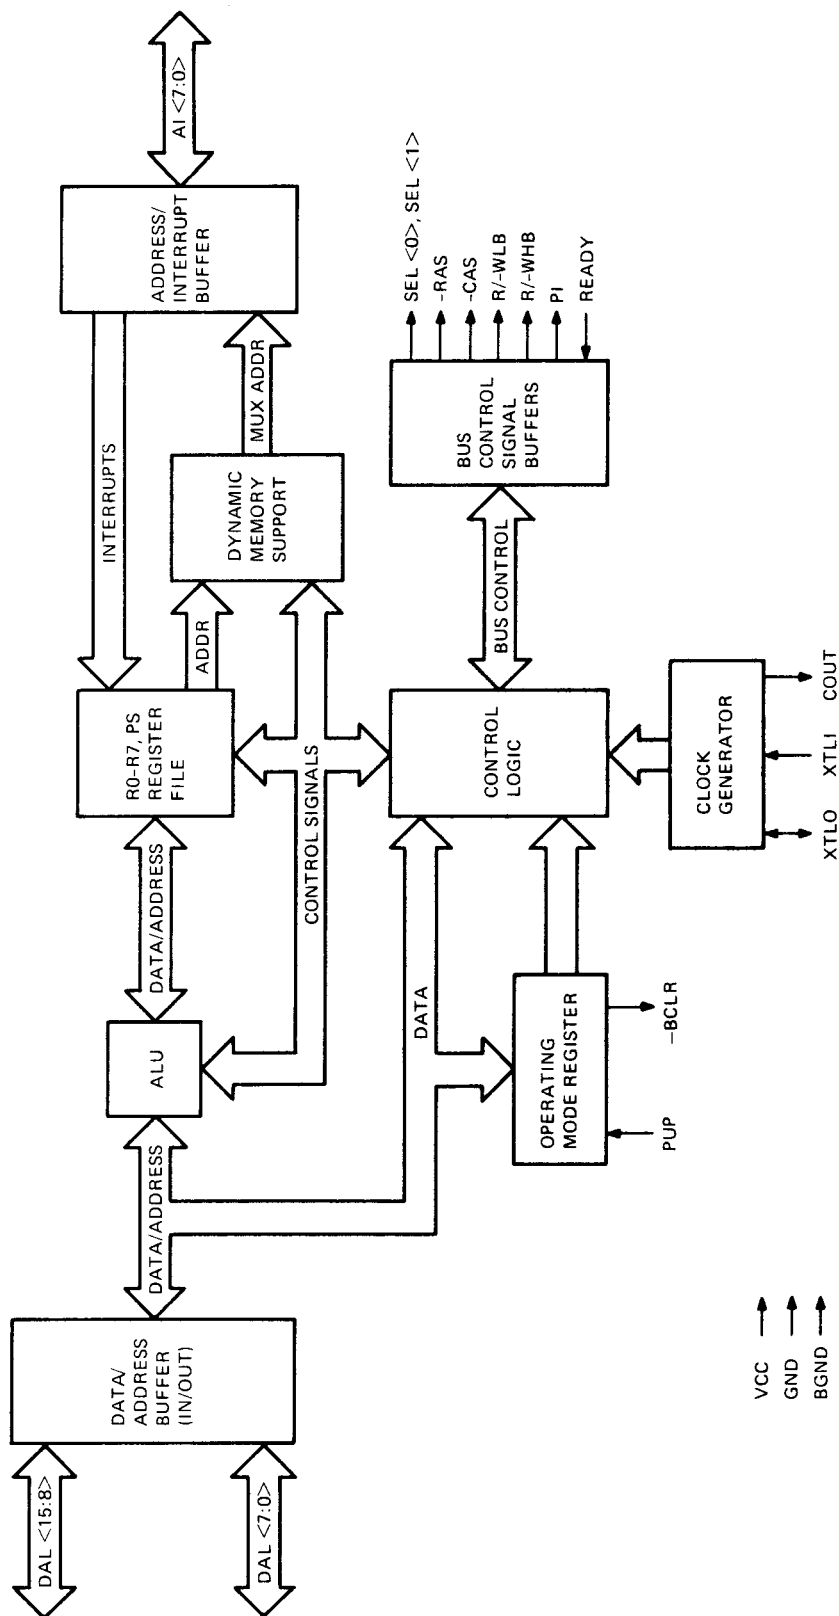 DAL <15:8>
DAL <7:0>
DATA/
ADDRESS
BUFFER
(IN/OUT)
DATA/ADDRESS
ALU
DATA/ADDRESS
R0-R7, PS
REGISTER
FILE
INTERRUPTS
ADDR
DYNAMIC
MEMORY
SUPPORT
MUX ADDR
ADDRESS/
INTERRUPT
BUFFER
AI <7:0>
CONTROL SIGNALS
DATA
OPERATING
MODE REGISTER
PUP
-BCLR
CONTROL
LOGIC
BUS CONTROL
BUS
CONTROL
SIGNAL
BUFFERS
SEL <0>, SEL <1>
-RAS
-CAS
R/-WLB
R/-WHB
PI
READY
CLOCK
GENERATOR
XTLO
XTLI
COUT
VCC
GND
BGND